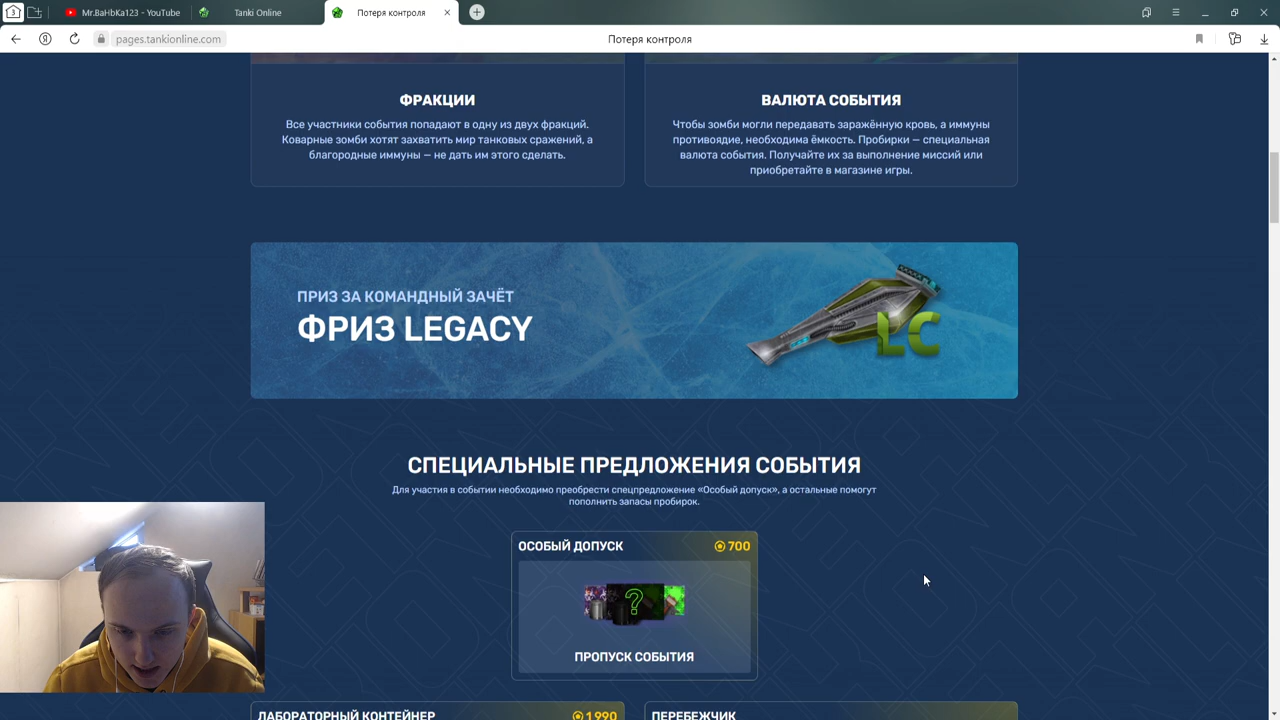 3
Mr.BaHbKa123 - YouTube
Tanki Online
Потеря контроля
pages.tankionline.com
Потеря контроля
ФРАКЦИИ
Все участники события попадают в одну из двух фракций.
Коварные зомби хотят захватить мир танковых сражений, а
благородные иммуны — не дать им этого сделать.
ВАЛЮТА СОБЫТИЯ
Чтобы зомби могли передавать заражённую кровь, а иммуны
противоядие, необходима ёмкость. Пробирки — специальная
валюта события. Получайте их за выполнение миссий или
приобретайте в магазине игры.
ПРИЗ ЗА КОМАНДНЫЙ ЗАЧЁТ
ФРИЗ LEGACY
LC
СПЕЦИАЛЬНЫЕ ПРЕДЛОЖЕНИЯ СОБЫТИЯ
Для участия в событии необходимо преобрести спецпредложение «Особый допуск», а остальные помогут
пополнить запасы пробирок.
ОСОБЫЙ ДОПУСК
700
?
ПРОПУСК СОБЫТИЯ
ЛАБОРАТОРНЫЙ КОНТЕЙНЕР
1 990
ПЕРЕБЕЖЧИК